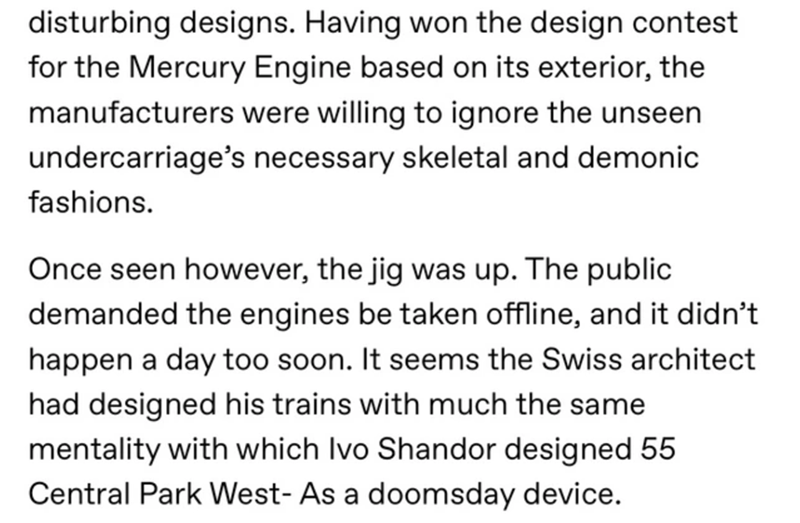 disturbing designs. Having won the design contest
for the Mercury Engine based on its exterior, the
manufacturers were willing to ignore the unseen
undercarriage’s necessary skeletal and demonic
fashions.
Once seen however, the jig was up. The public
demanded the engines be taken offline, and it didn’t
happen a day too soon. It seems the Swiss architect
had designed his trains with much the same
mentality with which Ivo Shandor designed 55
Central Park West- As a doomsday device.